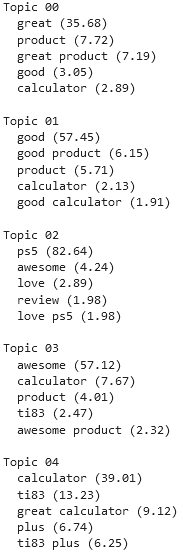 Topic 00
great (35.68)
product (7.72)
great product (7.19)
good (3.05)
calculator (2.89)
Topic 01
good (57.45)
good product (6.15)
product (5.71)
calculator (2.13)
good calculator (1.91)
Topic 02
ps5 (82.64)
awesome (4.24)
love (2.89)
review (1.98)
love ps5 (1.98)
Topic 03
awesome (57.12)
calculator (7.67)
product (4.01)
ti83 (2.47)
awesome product (2.32)
Topic 04
calculator (39.01)
ti83 (13.23)
great calculator (9.12)
plus (6.74)
ti83 plus (6.25)